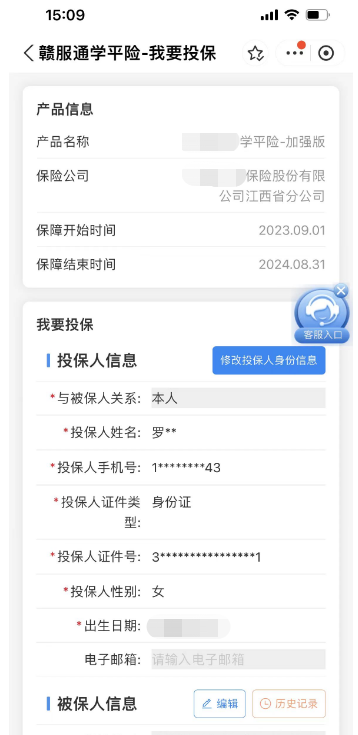 15:09
赣服通学平险-我要投保
产品信息
产品名称 学平险-加强版
保险公司 保险股份有限
公司江西省分公司
保障开始时间 2023.09.01
保障结束时间 2024.08.31
客服入口
我要投保
投保人信息 修改投保人身份信息
*与被保人关系: 本人
*投保人姓名: 罗**
*投保人手机号: 1********43
*投保人证件类 身份证
型:
*投保人证件号: 3****************1
*投保人性别: 女
*出生日期:
电子邮箱: 请输入电子邮箱
被保人信息 编辑 历史记录